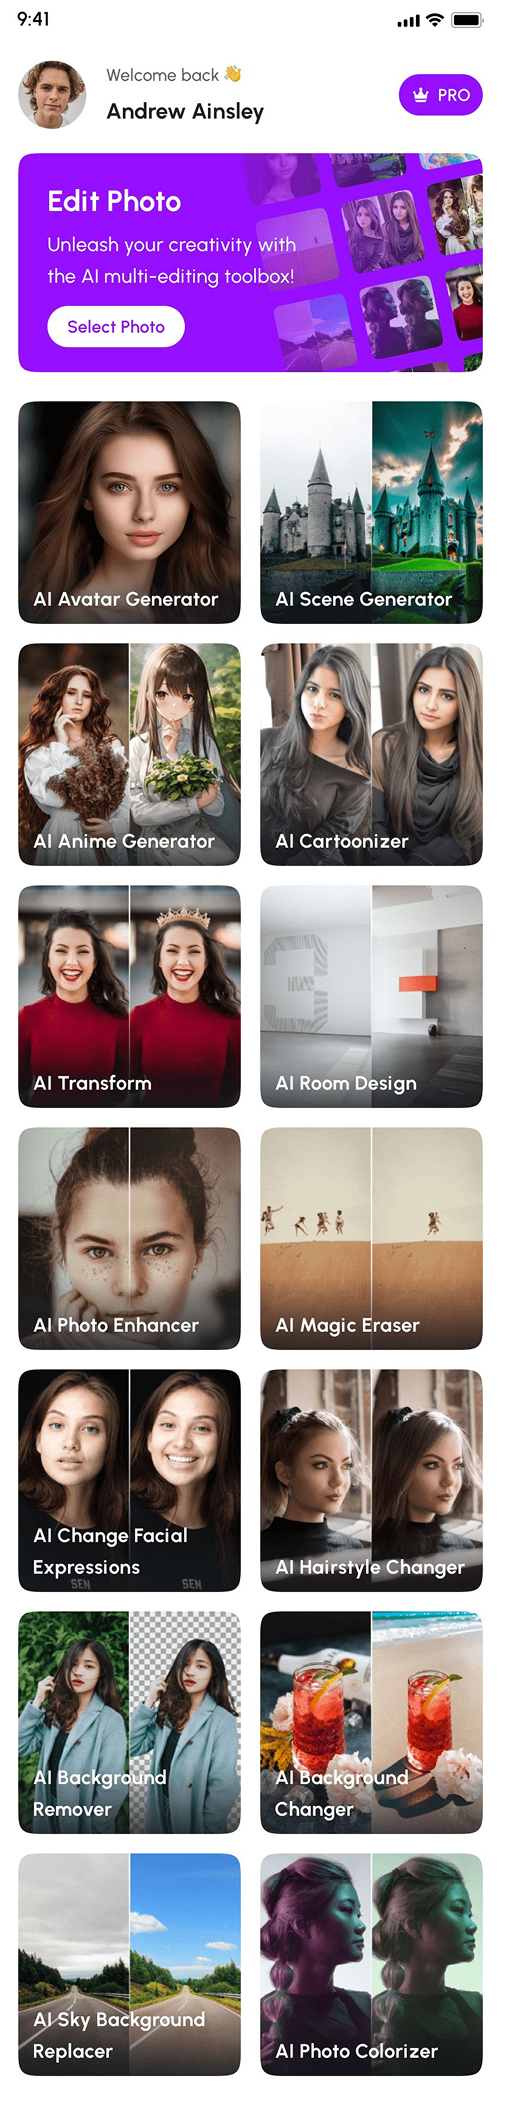 9:41
Welcome back 👋
Andrew Ainsley
PRO
Edit Photo
Unleash your creativity with
the AI multi-editing toolbox!
Select Photo
AI Avatar Generator
AI Scene Generator
AI Anime Generator
AI Cartoonizer
AI Transform
AI Room Design
AI Photo Enhancer
AI Magic Eraser
AI Change Facial
Expressions
SEN
SEN
AI Hairstyle Changer
AI Background
Remover
AI Background
Changer
AI Sky Background
Replacer
AI Photo Colorizer